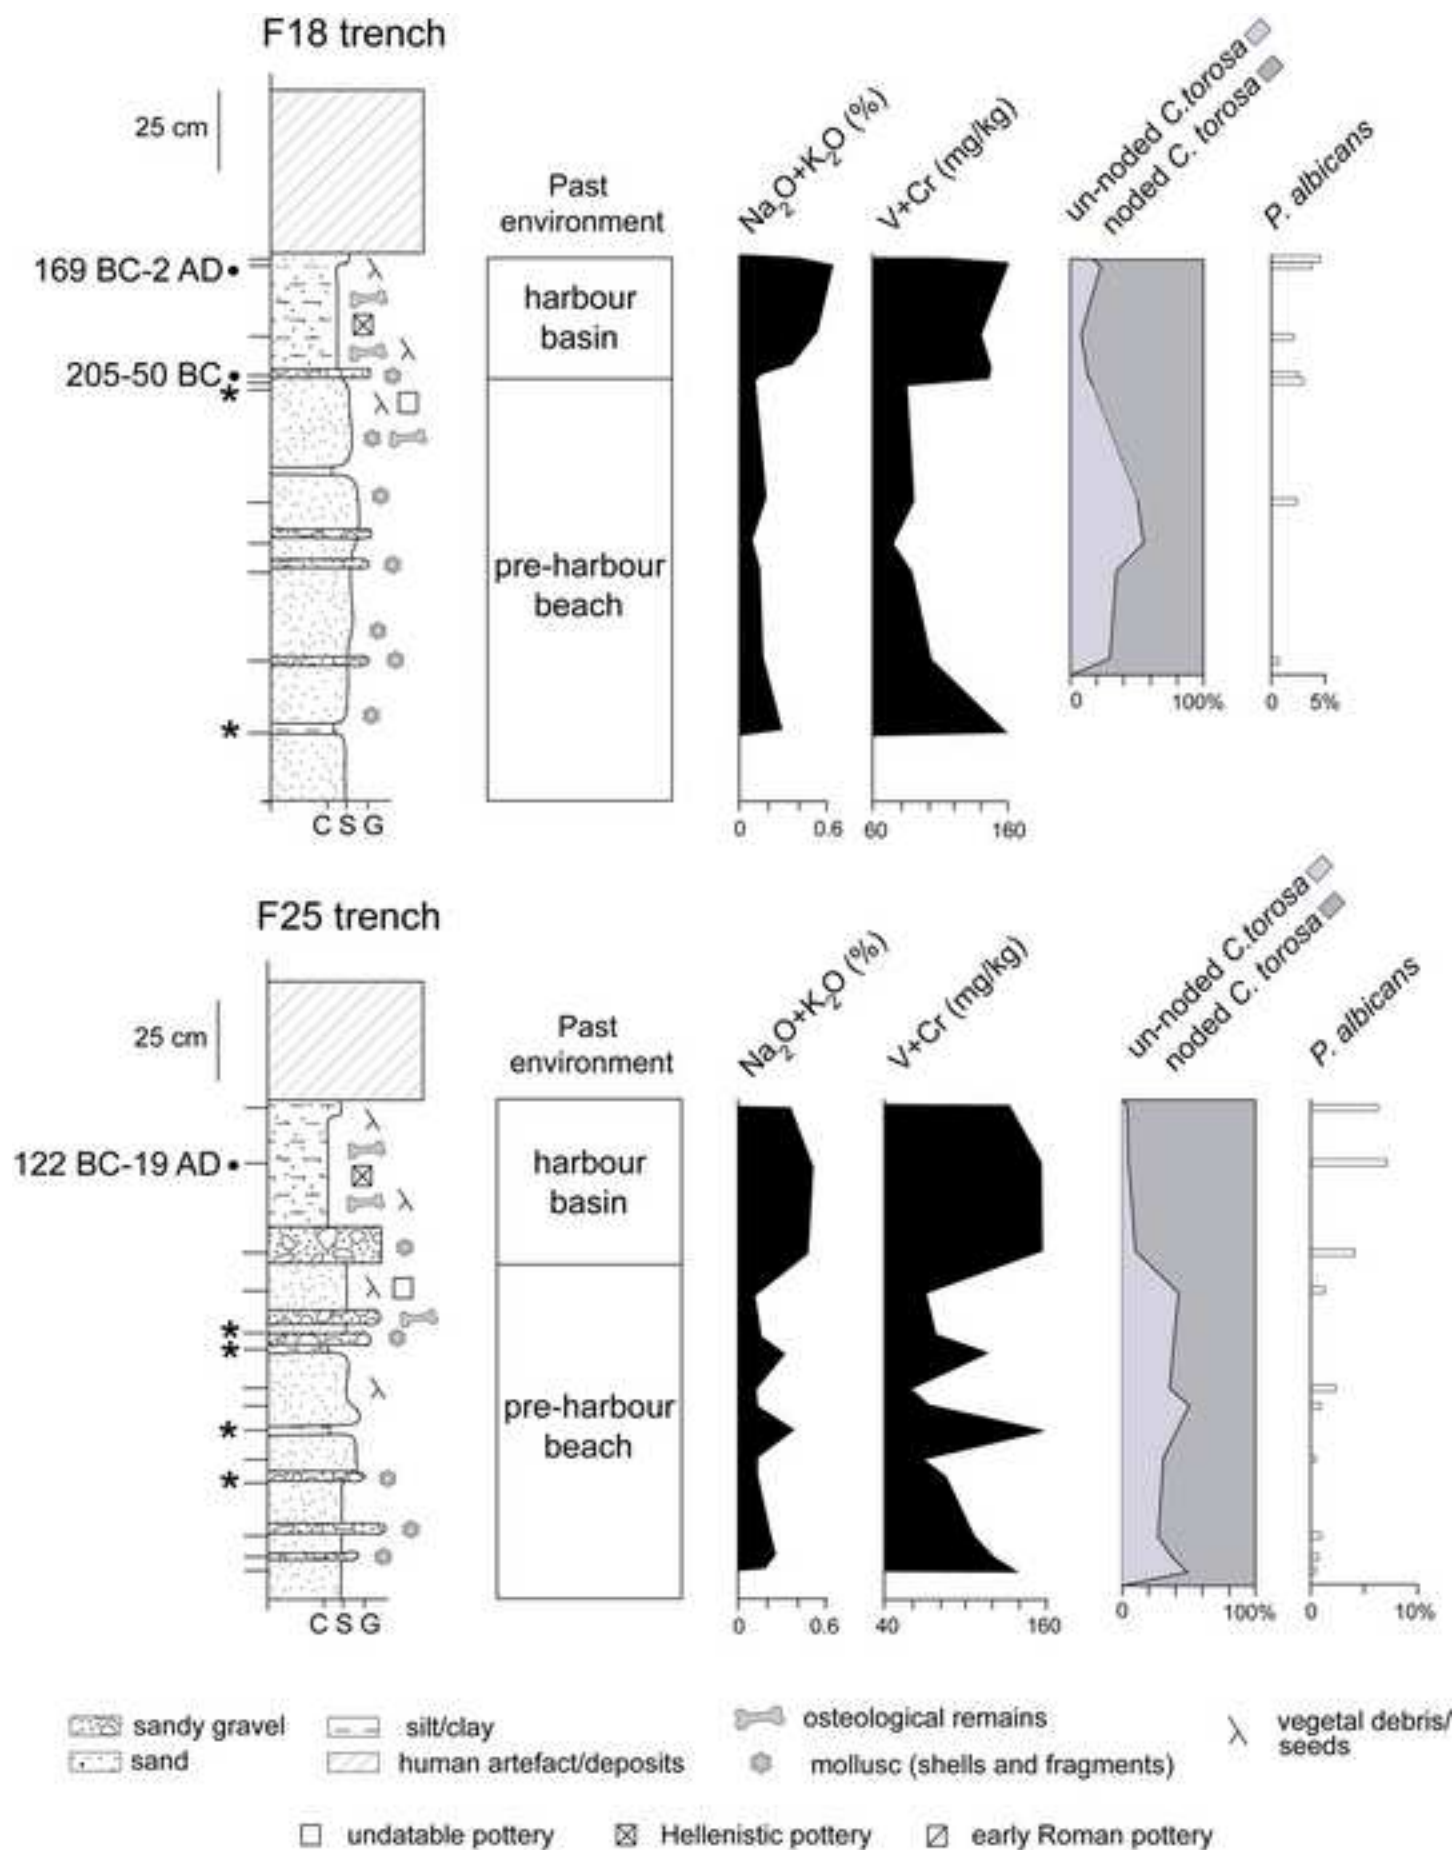 F18 trench
25 cm
Past
environment
Na2O+K2O (%)
V+Cr (mg/kg)
un-noded C.torosa
noded C. torosa
P. albicans
169 BC-2 AD
205-50 BC
*
*
harbour
basin
pre-harbour
beach
C S G
0 0.6
60 160
0 100%
0 5%
F25 trench
25 cm
Past
environment
Na2O+K2O (%)
V+Cr (mg/kg)
un-noded C.torosa
noded C. torosa
P. albicans
122 BC-19 AD
*
*
*
*
harbour
basin
pre-harbour
beach
C S G
0 0.6
40 160
0 100%
0 10%
sandy gravel
sand
silt/clay
human artefact/deposits
osteological remains
mollusc (shells and fragments)
vegetal debris/
seeds
undatable pottery
Hellenistic pottery
early Roman pottery